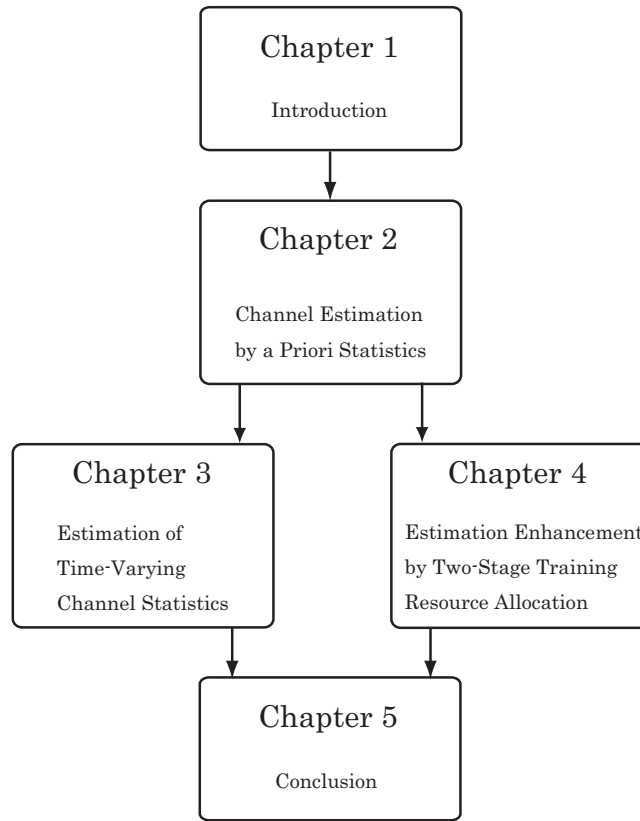 Chapter 1
Introduction
Chapter 2
Channel Estimation
by a Priori Statistics
Chapter 3
Estimation of
Time-Varying
Channel Statistics
Chapter 4
Estimation Enhancement
by Two-Stage Training
Resource Allocation
Chapter 5
Conclusion